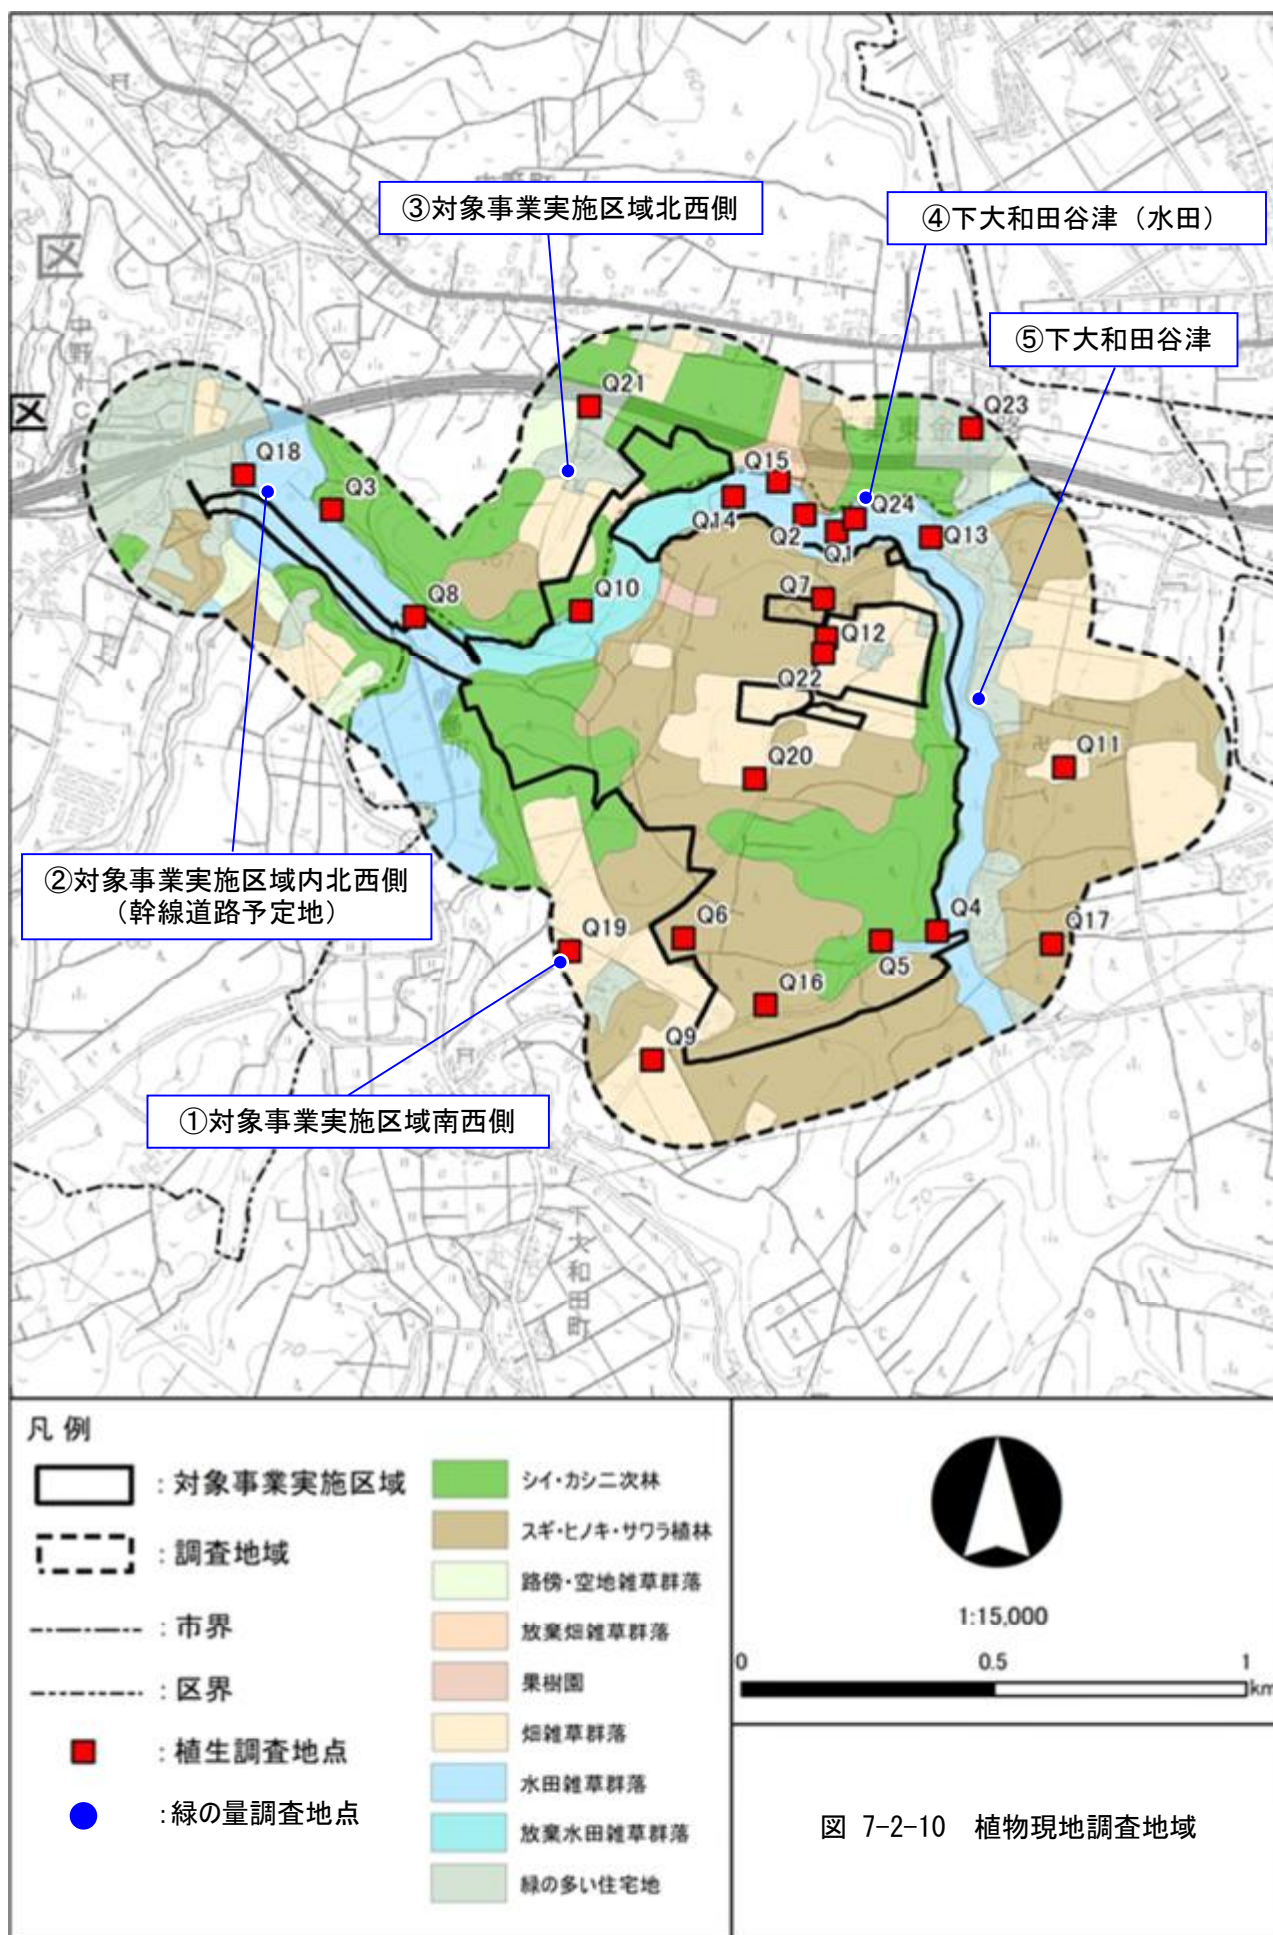 区
区
③対象事業実施区域北西側
④下大和田谷津（水田）
⑤下大和田谷津
Q21
Q23
Q18
Q3
Q15
Q14
Q2
Q24
Q1
Q13
Q8
Q10
Q7
Q12
Q22
Q20
Q11
②対象事業実施区域内北西側
（幹線道路予定地）
Q19
Q6
Q4
Q5
Q17
Q16
Q9
①対象事業実施区域南西側
下大和田町
凡 例
：対象事業実施区域
：調査地域
：市界
：区界
：植生調査地点
：緑の量調査地点
シイ・カシ二次林
スギ・ヒノキ・サワラ植林
路傍・空地雑草群落
放棄畑雑草群落
果樹園
畑雑草群落
水田雑草群落
放棄水田雑草群落
緑の多い住宅地
1:15,000
0 0.5 1
km
図 7-2-10 植物現地調査地域